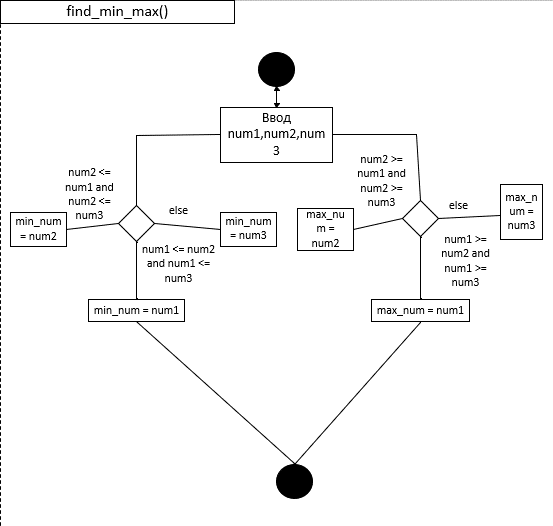 find_min_max()
Ввод
num1,num2,num
3
num2 <=
num1 and
num2 <=
num3
else
min_num
= num2
min_num
= num3
num1 <= num2
and num1 <=
num3
min_num = num1
num2 >=
num1 and
num2 >=
num3
else
max_nu
m =
num2
max_n
um =
num3
num1 >=
num2 and
num1 >=
num3
max_num = num1